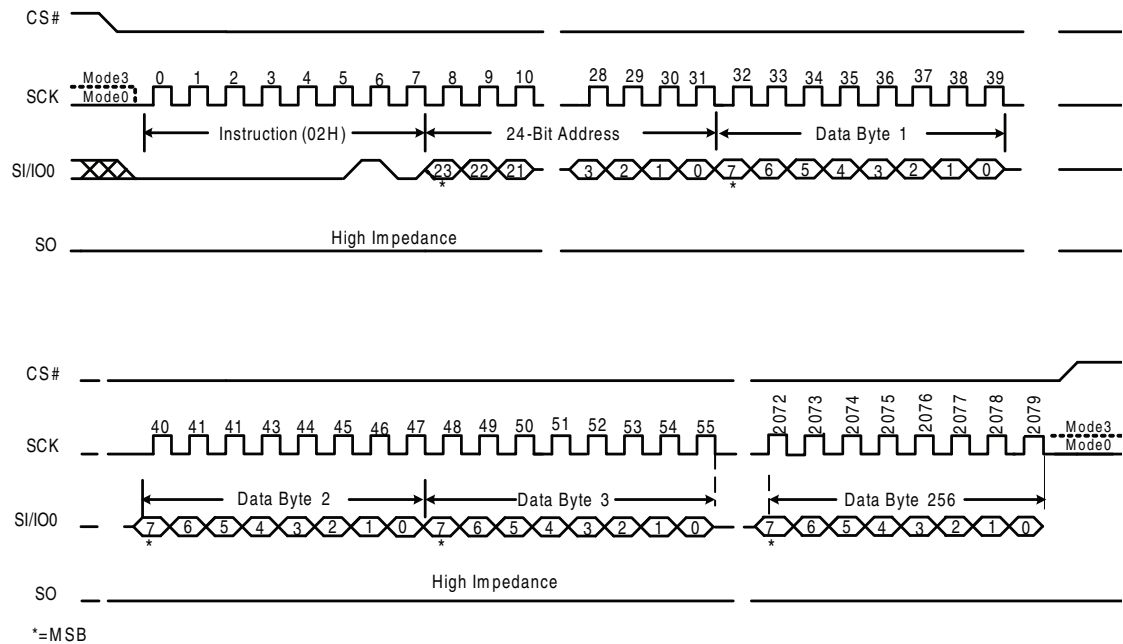 CS#
Mode3
0 1 2 3 4 5 6 7 8 9 10 28 29 30 31 32 33 34 35 36 37 38 39
SCK
Mode0
Instruction (02H) 24-Bit Address Data Byte 1
SI/IO0
23 22 21 3 2 1 0 7 6 5 4 3 2 1 0
* *
SO
High Impedance
CS#
40 41 41 43 44 45 46 47 48 49 50 51 52 53 54 55 2072 2073 2074 2075 2076 2077 2078 2079
SCK
Mode3
Mode0
Data Byte 2 Data Byte 3 Data Byte 256
SI/IO0
7 6 5 4 3 2 1 0 7 6 5 4 3 2 1 0 7 6 5 4 3 2 1 0
* * *
High Impedance
SO
*=MSB